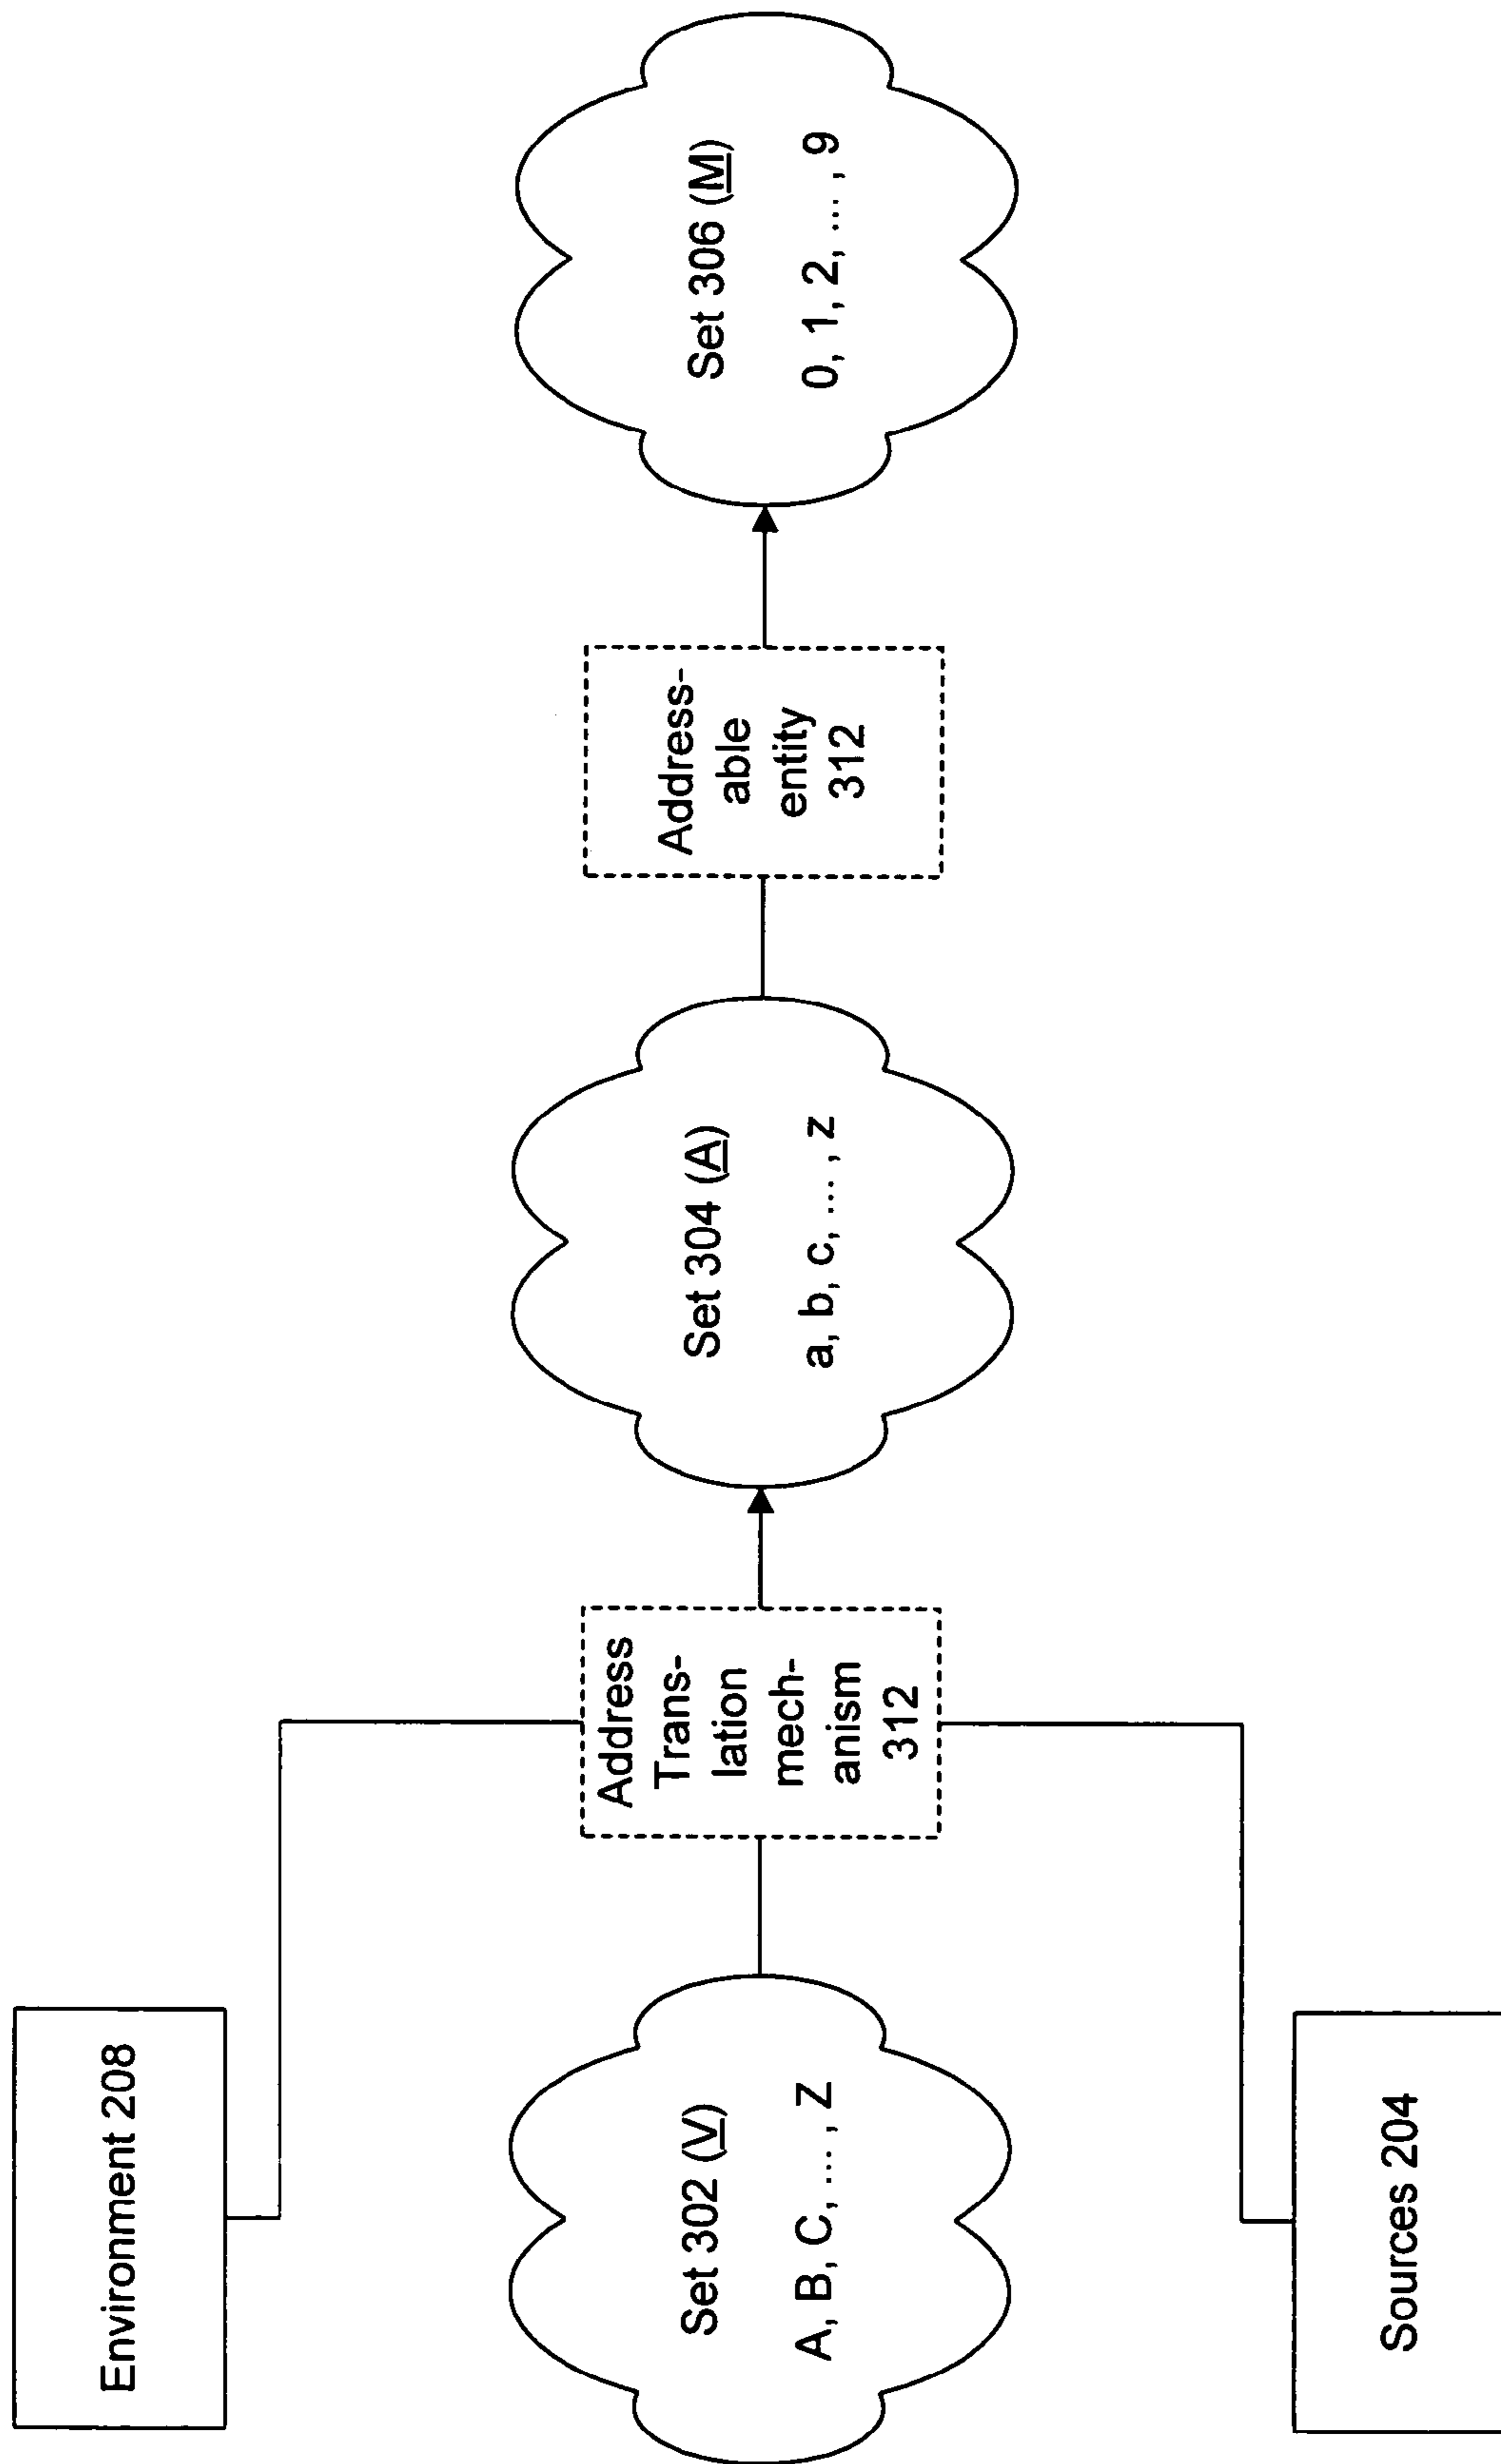 Environment 208
Set 302 (V)
A, B, C, ... , Z
Sources 204
Address
Trans-
lation
mech-
anism
312
Set 304 (A)
a, b, c, ... , z
Address-
able
entity
312
Set 306 (M)
0, 1, 2, ... , 9